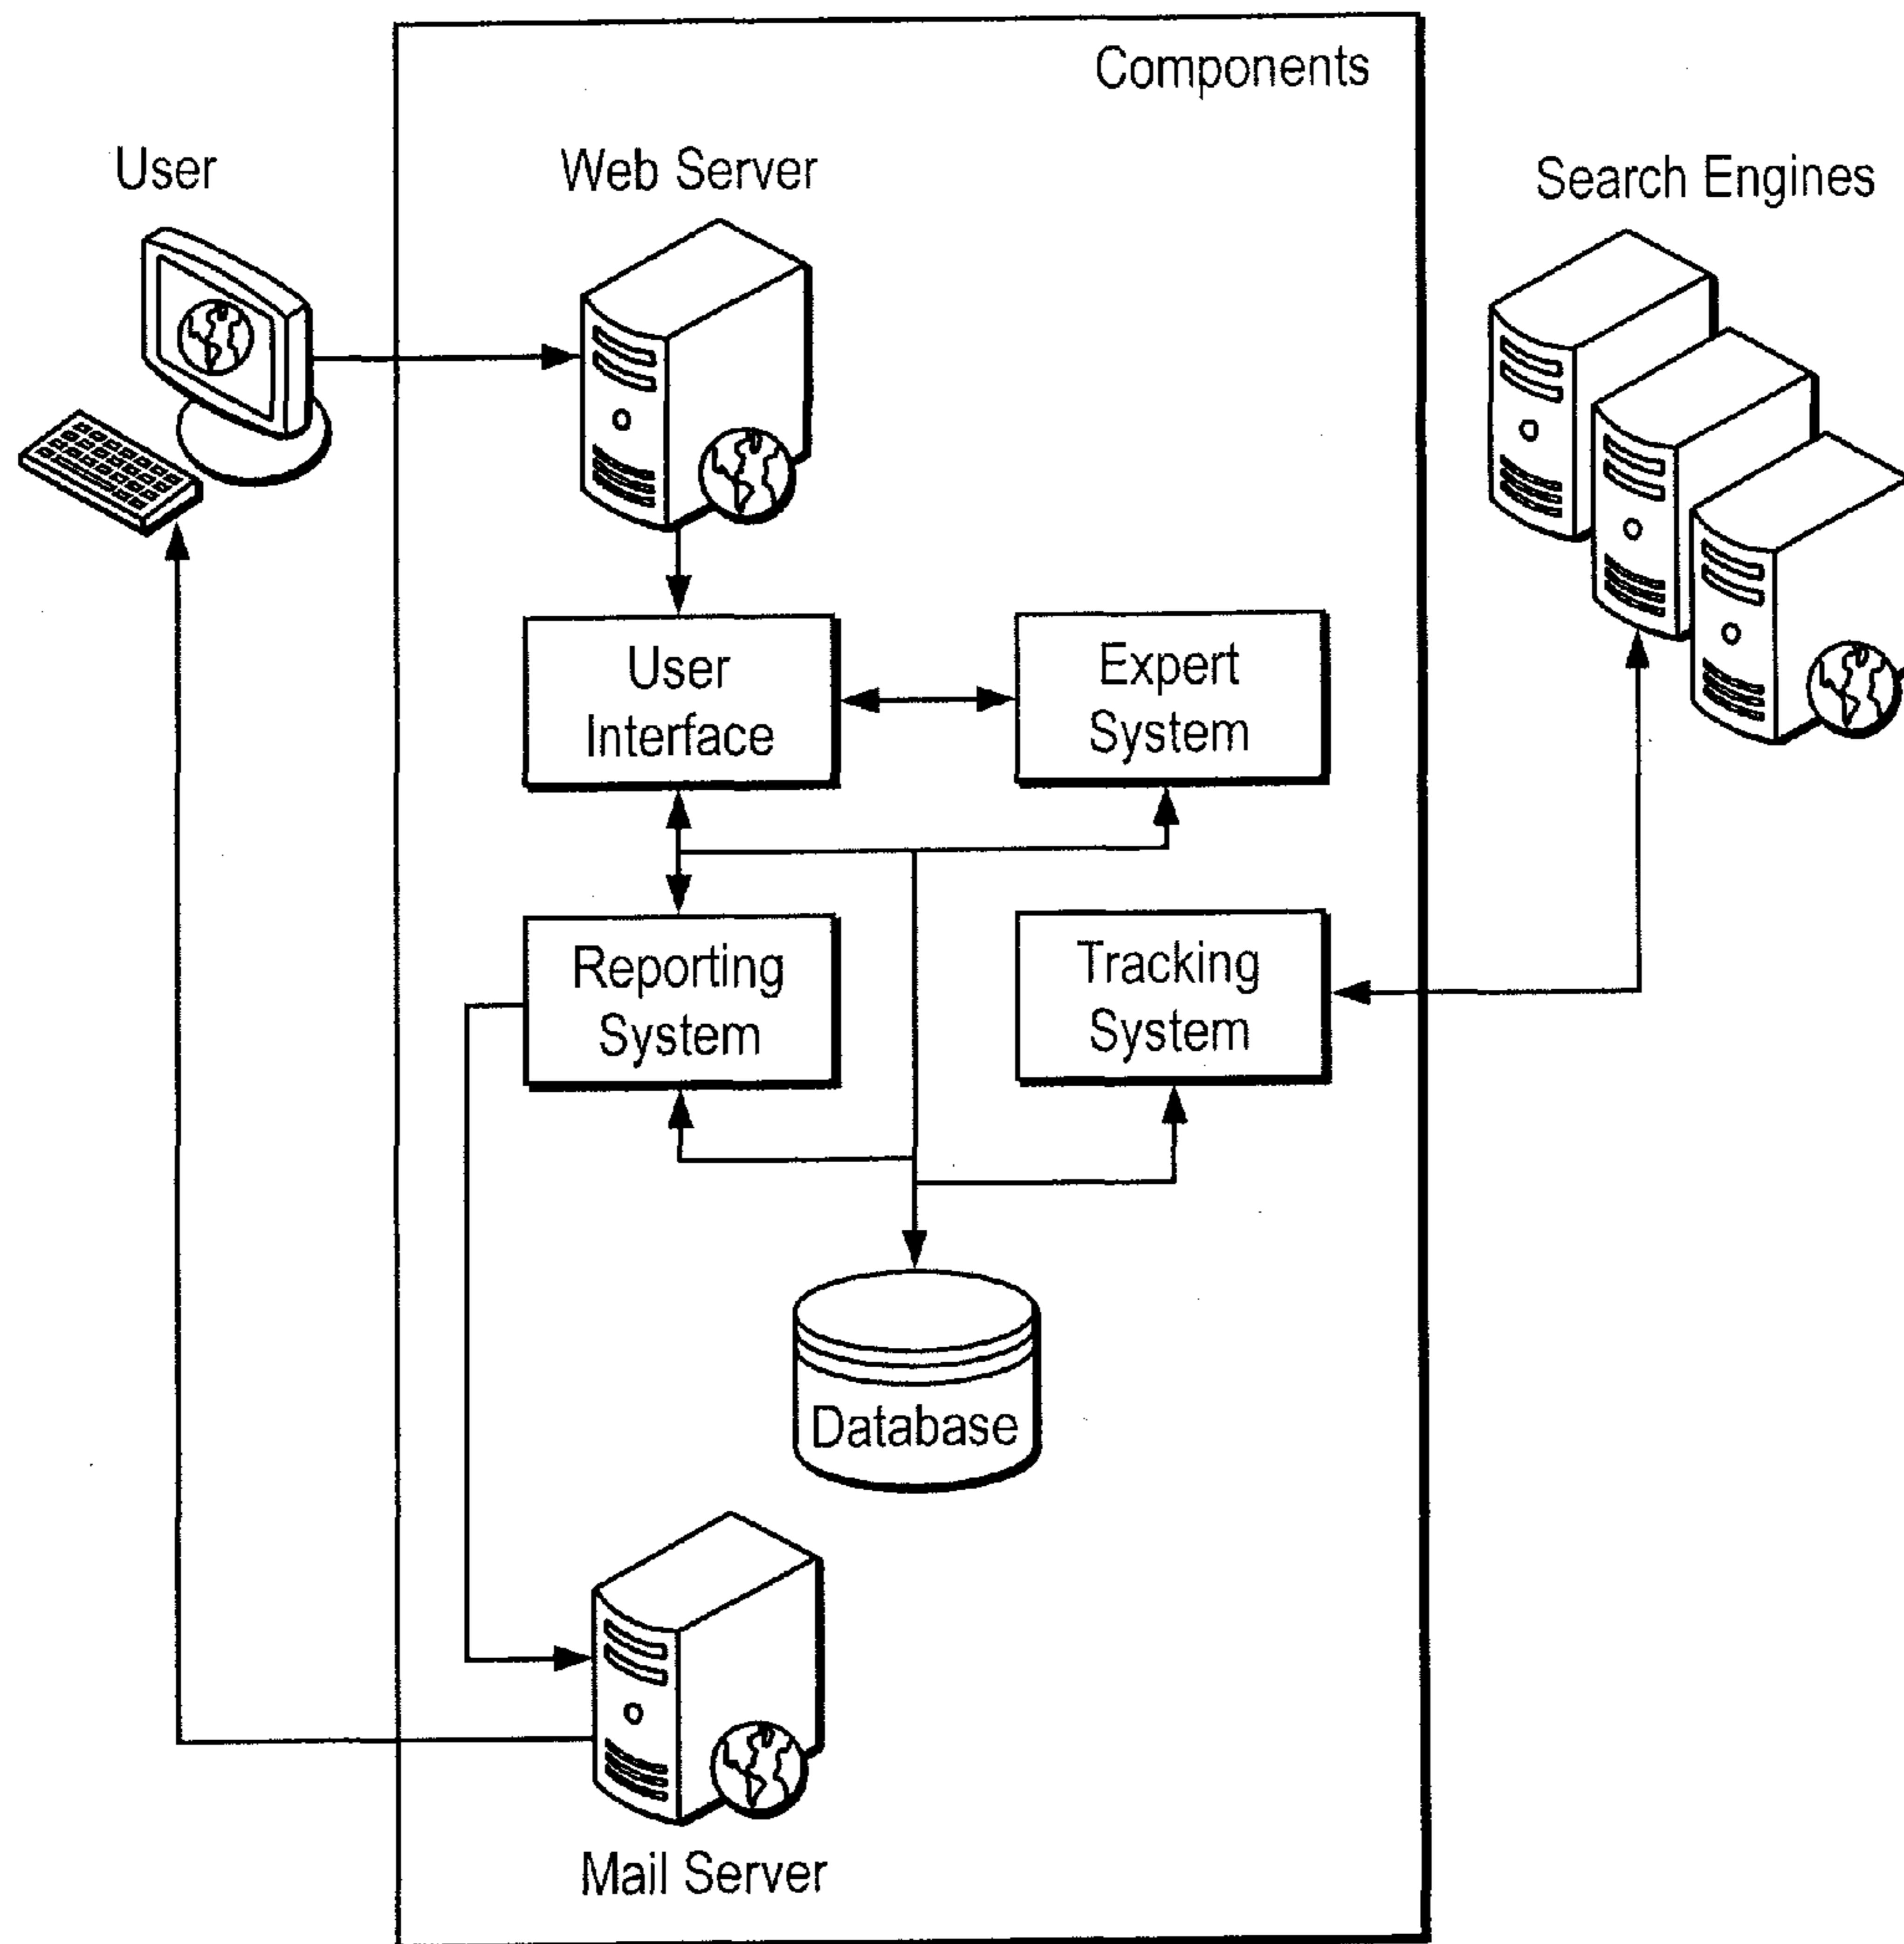 Components
User
Web Server
Search Engines
User
Interface
Expert
System
Reporting
System
Tracking
System
Database
Mail Server